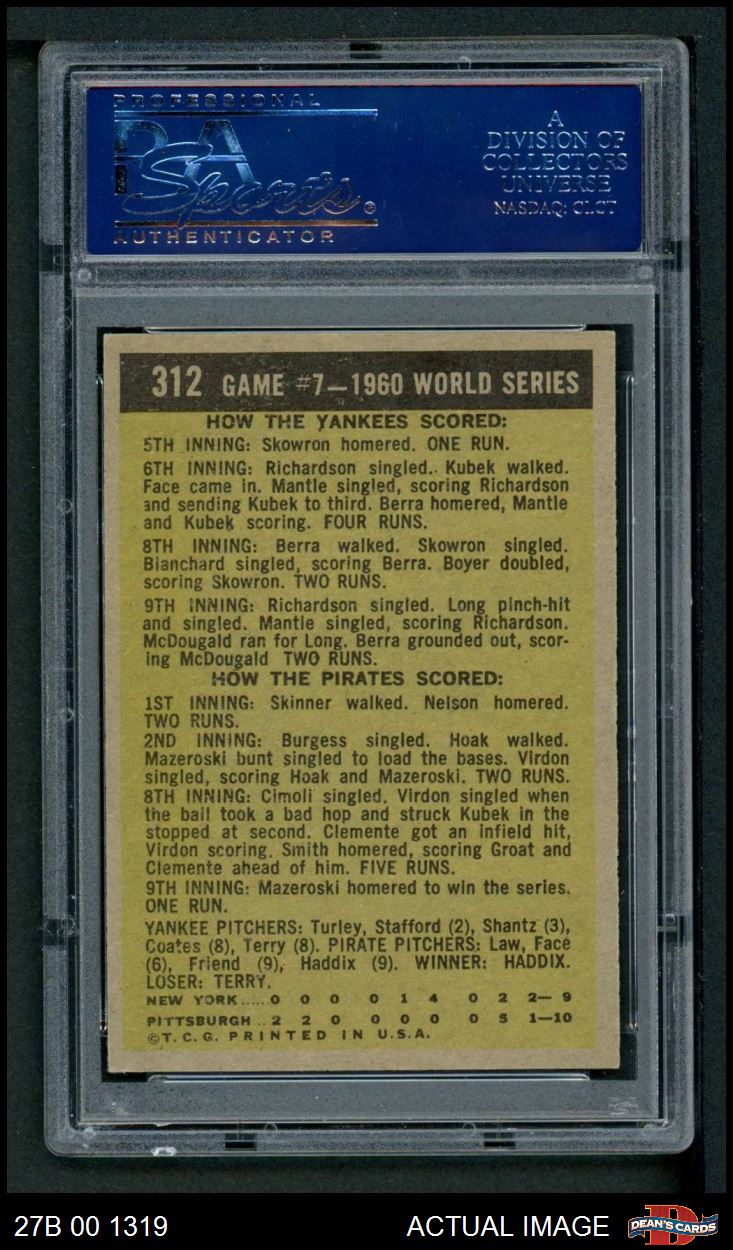 PROFESSIONAL
PSA
Sports®
AUTHENTICATOR
A
DIVISION OF
COLLECTORS
UNIVERSE
NASDAQ: CLCT
312 GAME #7—1960 WORLD SERIES
HOW THE YANKEES SCORED:
5TH INNING: Skowron homered. ONE RUN.
6TH INNING: Richardson singled.. Kubek walked.
Face came in. Mantle singled, scoring Richardson
and sending Kubek to third. Berra homered, Mantle
and Kubek scoring. FOUR RUNS.
8TH INNING: Berra walked. Skowron singled.
Blanchard singled, scoring Berra. Boyer doubled,
scoring Skowron. TWO RUNS.
9TH INNING: Richardson singled. Long pinch-hit
and singled. Mantle singled, scoring Richardson.
McDougald ran for Long. Berra grounded out, scor-
ing McDougald TWO RUNS.
HOW THE PIRATES SCORED:
1ST INNING: Skinner walked. Nelson homered.
TWO RUNS.
2ND INNING: Burgess singled. Hoak walked.
Mazeroski bunt singled to load the bases. Virdon
singled, scoring Hoak and Mazeroski. TWO RUNS.
8TH INNING: Cimoli singled. Virdon singled when
the ball took a bad hop and struck Kubek in the
stopped at second. Clemente got an infield hit,
Virdon scoring. Smith homered, scoring Groat and
Clemente ahead of him. FIVE RUNS.
9TH INNING: Mazeroski homered to win the series.
ONE RUN.
YANKEE PITCHERS: Turley, Stafford (2), Shantz (3),
Coates (8), Terry (8). PIRATE PITCHERS: Law, Face
(6), Friend (9), Haddix (9). WINNER: HADDIX.
LOSER: TERRY.
NEW YORK..... 0 0 0 0 1 4 0 2 2— 9
PITTSBURGH .. 2 2 0 0 0 0 0 5 1—10
©T.C.G. PRINTED IN U.S.A.
27B 00 1319 ACTUAL IMAGE
DEAN'S CARDS